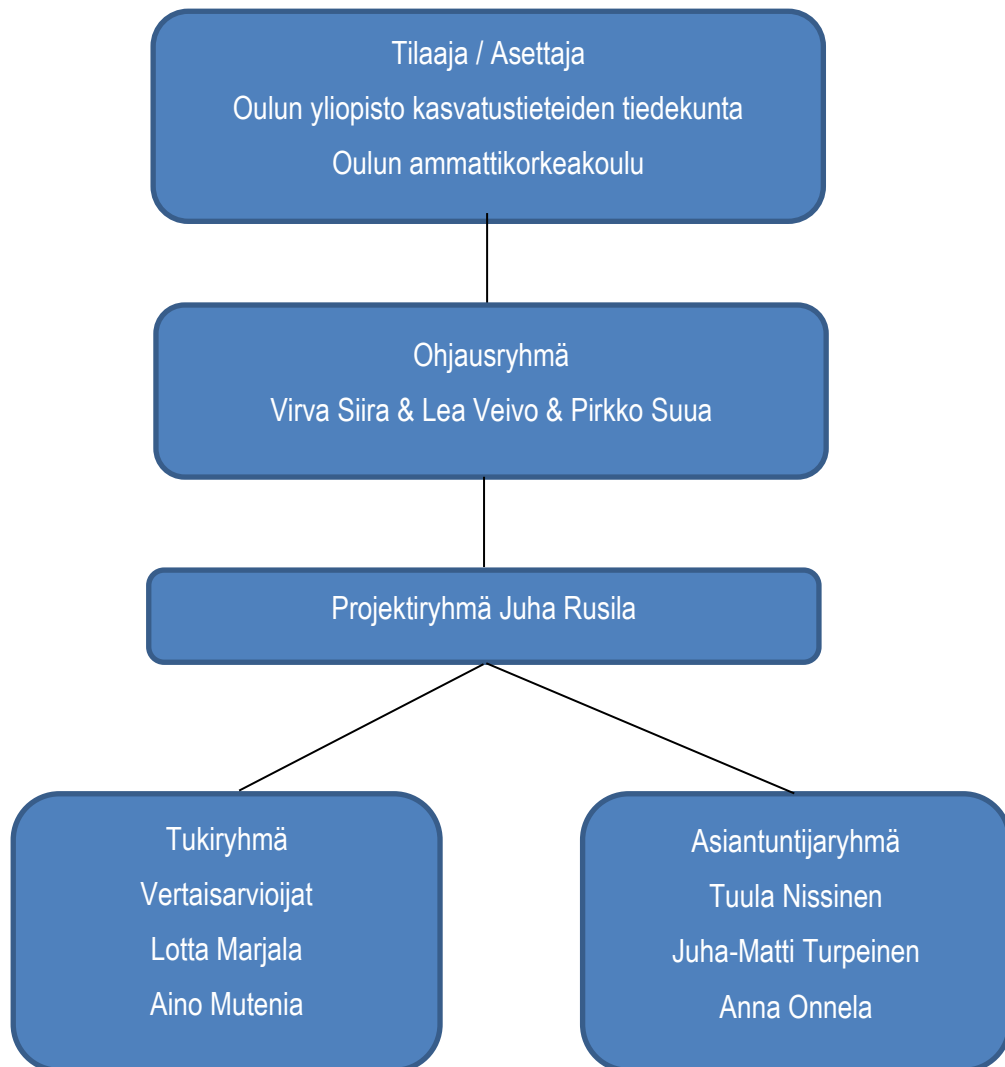 Tilaaja / Asettaja
Oulun yliopisto kasvatustieteiden tiedekunta
Oulun ammattikorkeakoulu
Ohjausryhmä
Virva Siira & Lea Veivo & Pirkko Suua
Projektiryhmä Juha Rusila
Tukiryhmä
Vertaisarvioijat
Lotta Marjala
Aino Mutenia
Asiantuntijaryhmä
Tuula Nissinen
Juha-Matti Turpeinen
Anna Onnela